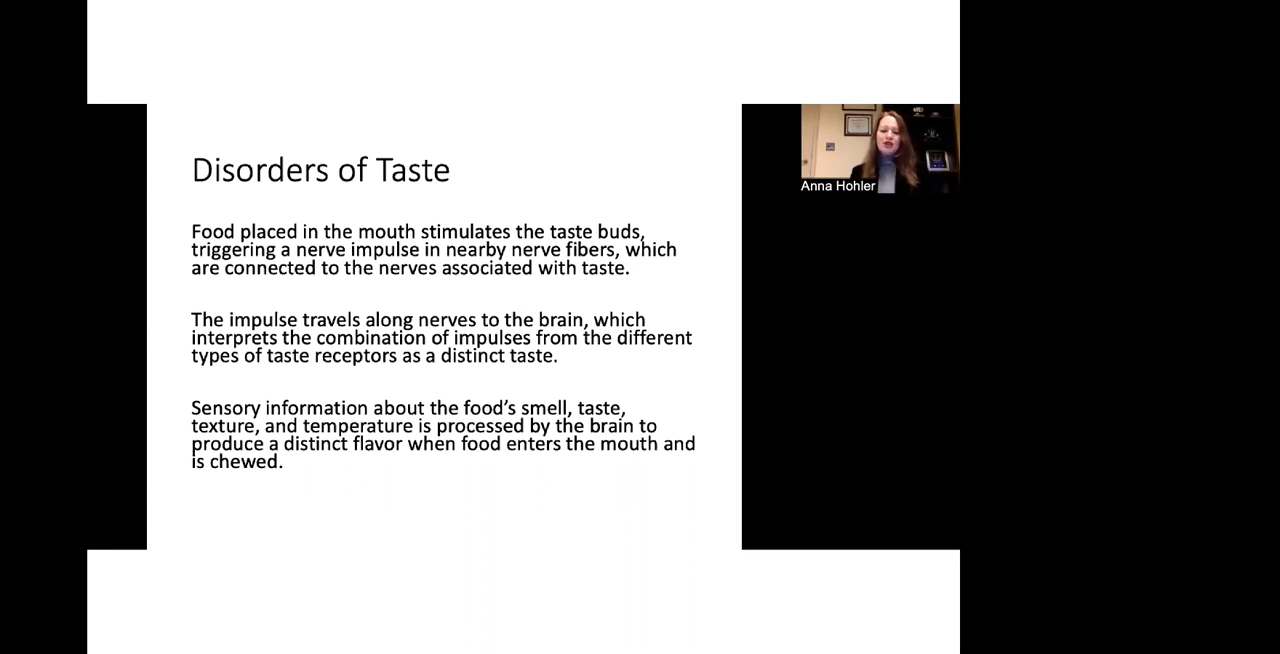 Disorders of Taste
Food placed in the mouth stimulates the taste buds,
triggering a nerve impulse in nearby nerve fibers, which
are connected to the nerves associated with taste.
The impulse travels along nerves to the brain, which
interprets the combination of impulses from the different
types of taste receptors as a distinct taste.
Sensory information about the food’s smell, taste,
texture, and temperature is processed by the brain to
produce a distinct flavor when food enters the mouth and
is chewed.
Anna Hohler